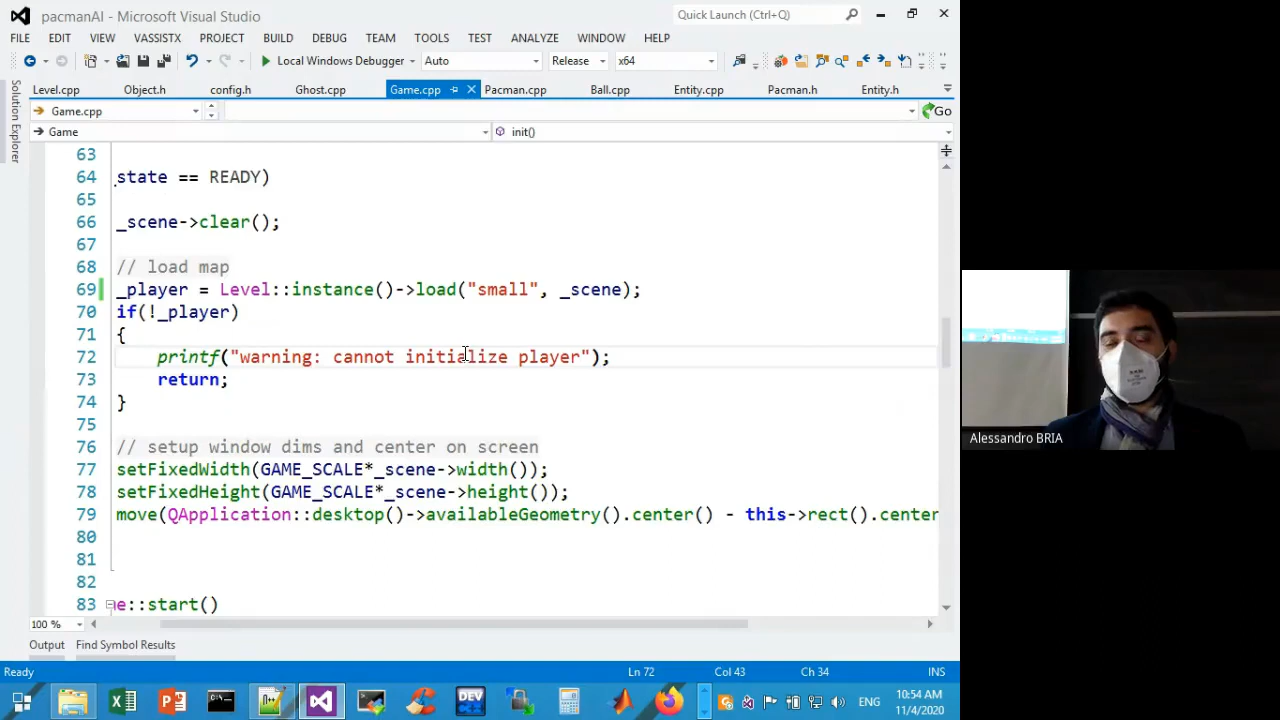 pacmanAI - Microsoft Visual Studio
Quick Launch (Ctrl+Q)
FILE EDIT VIEW VASSISTX PROJECT BUILD DEBUG TEAM TOOLS TEST ANALYZE WINDOW HELP
Local Windows Debugger Auto Release x64
Solution Explorer
Level.cpp Object.h config.h Ghost.cpp Game.cpp Pacman.cpp Ball.cpp Entity.cpp Pacman.h Entity.h
Game.cpp Go
Game init()
63
64 _state == READY)
65
66 _scene->clear();
67
68 // load map
69 _player = Level::instance()->load("small", _scene);
70 if(!_player)
71 {
72 printf("warning: cannot initialize player");
73 return;
74 }
75
76 // setup window dims and center on screen
77 setFixedWidth(GAME_SCALE*_scene->width());
78 setFixedHeight(GAME_SCALE*_scene->height());
79 move(QApplication::desktop()->availableGeometry().center() - this->rect().center
80
81
82
83 e::start()
100 %
Output Find Symbol Results
Ready Ln 72 Col 43 Ch 34 INS
DEV
ENG
10:54 AM
11/4/2020
Alessandro BRIA